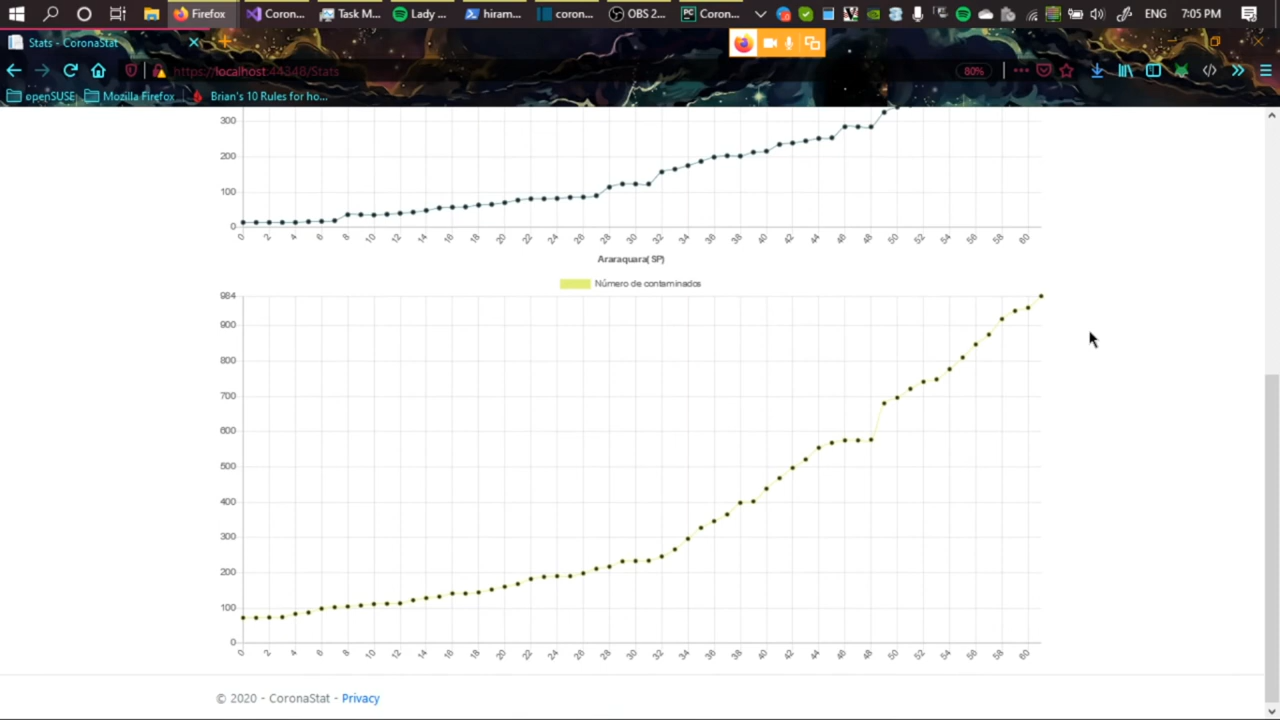 Firefox Coron... Task M... Lady ... hiram... coron... OBS 2... Coron... ENG 7:05 PM
Stats - CoronaStat
https://localhost:44348/Stats 80%
openSUSE Mozilla Firefox Brian's 10 Rules for ho...
300
200
100
0
0 2 4 6 8 10 12 14 16 18 20 22 24 26 28 30 32 34 36 38 40 42 44 46 48 50 52 54 56 58 60
Araraquara( SP)
Número de contaminados
984
900
800
700
600
500
400
300
200
100
0
0 2 4 6 8 10 12 14 16 18 20 22 24 26 28 30 32 34 36 38 40 42 44 46 48 50 52 54 56 58 60
© 2020 - CoronaStat - Privacy